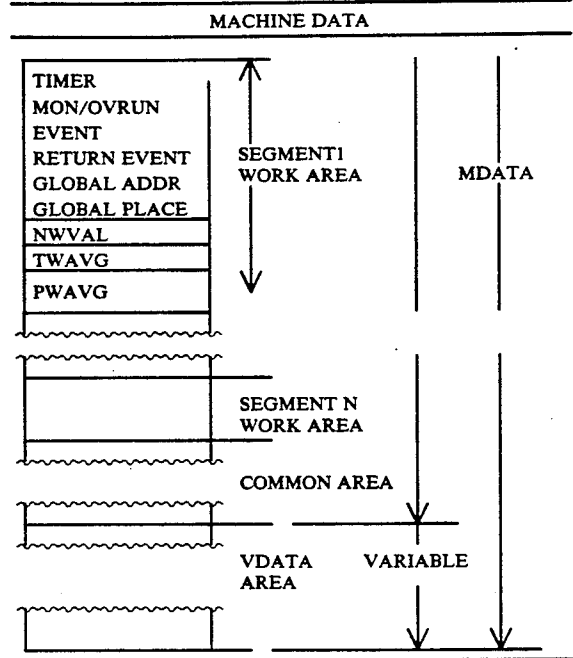 MACHINE DATA
TIMER
MON/OVRUN
EVENT
RETURN EVENT
GLOBAL ADDR
GLOBAL PLACE
NWVAL
TWAVG
PWAVG
SEGMENT1
WORK AREA
MDATA
SEGMENT N
WORK AREA
COMMON AREA
VDATA
AREA
VARIABLE